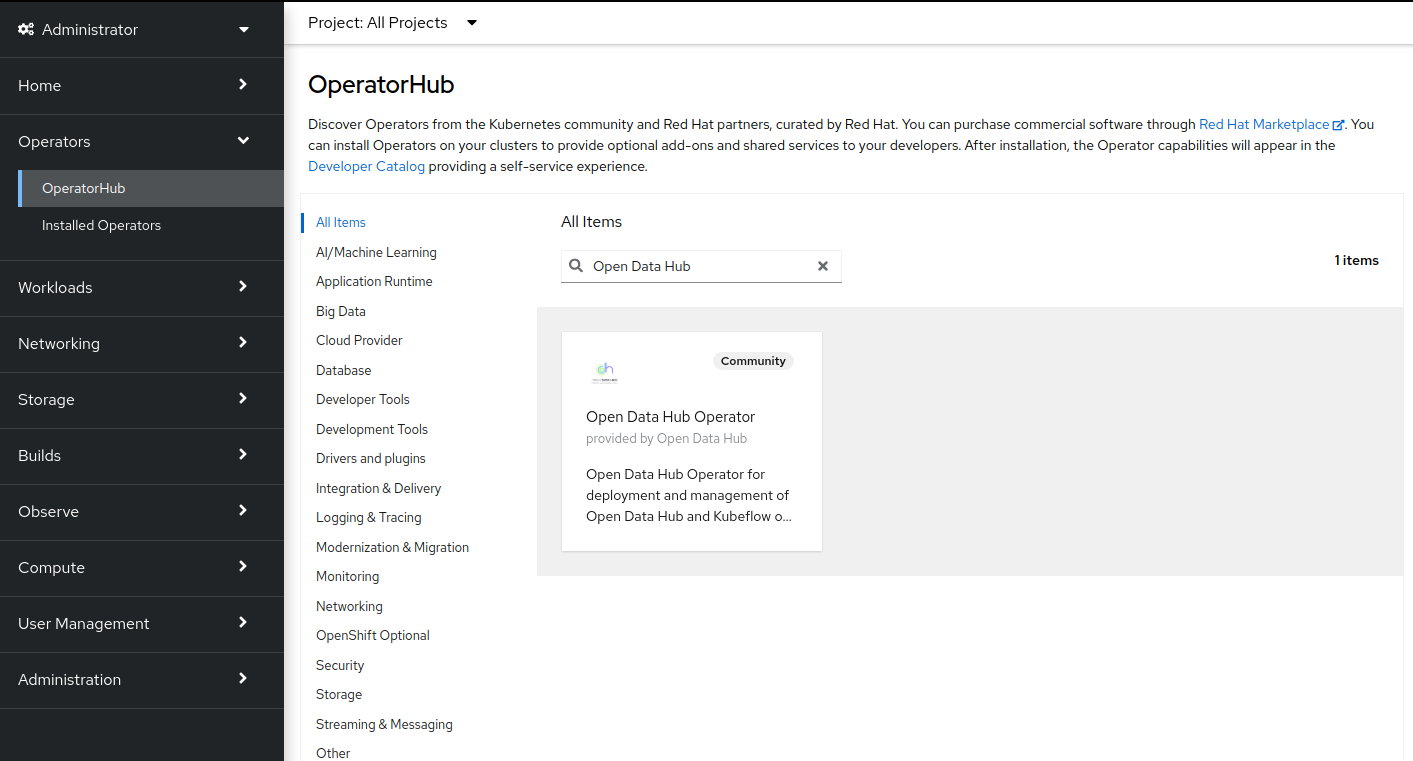 Administrator
Home
Operators
OperatorHub
Installed Operators
Workloads
Networking
Storage
Builds
Observe
Compute
User Management
Administration
Project: All Projects
OperatorHub
Discover Operators from the Kubernetes community and Red Hat partners, curated by Red Hat. You can purchase commercial software through Red Hat Marketplace. You
can install Operators on your clusters to provide optional add-ons and shared services to your developers. After installation, the Operator capabilities will appear in the
Developer Catalog providing a self-service experience.
All Items
AI/Machine Learning
Application Runtime
Big Data
Cloud Provider
Database
Developer Tools
Development Tools
Drivers and plugins
Integration & Delivery
Logging & Tracing
Modernization & Migration
Monitoring
Networking
OpenShift Optional
Security
Storage
Streaming & Messaging
Other
All Items
Open Data Hub
1 items
Community
Open Data Hub Operator
provided by Open Data Hub
Open Data Hub Operator for
deployment and management of
Open Data Hub and Kubeflow o...